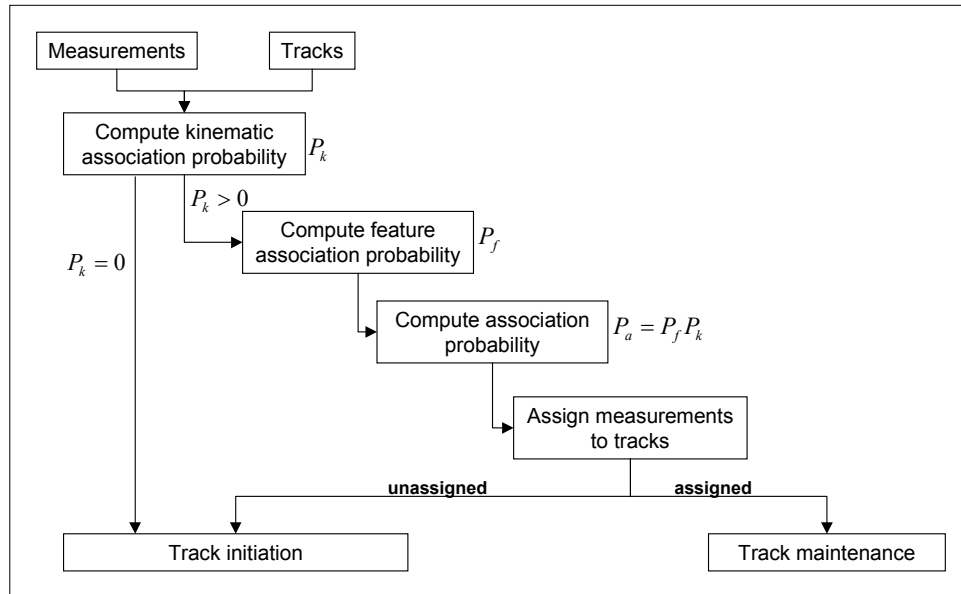 Measurements
Tracks
Compute kinematic
association probability
P_k
P_k > 0
Compute feature
association probability
P_f
P_k = 0
Compute association
probability
P_a = P_f P_k
Assign measurements
to tracks
unassigned
assigned
Track initiation
Track maintenance